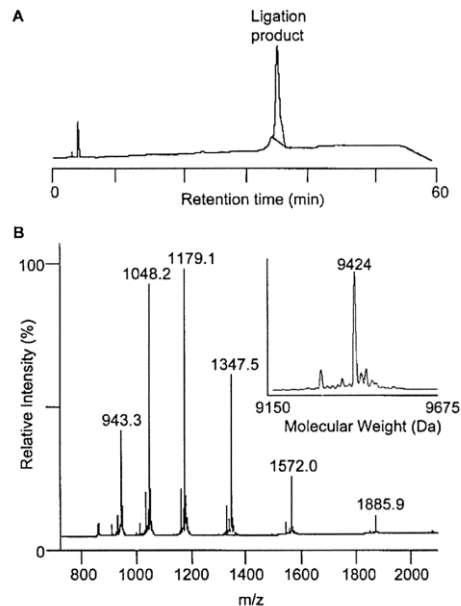 A
Ligation
product
0
60
Retention time (min)
B
100
Relative Intensity (%)
0
943.3
1048.2
1179.1
1347.5
1572.0
1885.9
9424
9150
9675
Molecular Weight (Da)
800
1000
1200
1400
1600
1800
2000
m/z